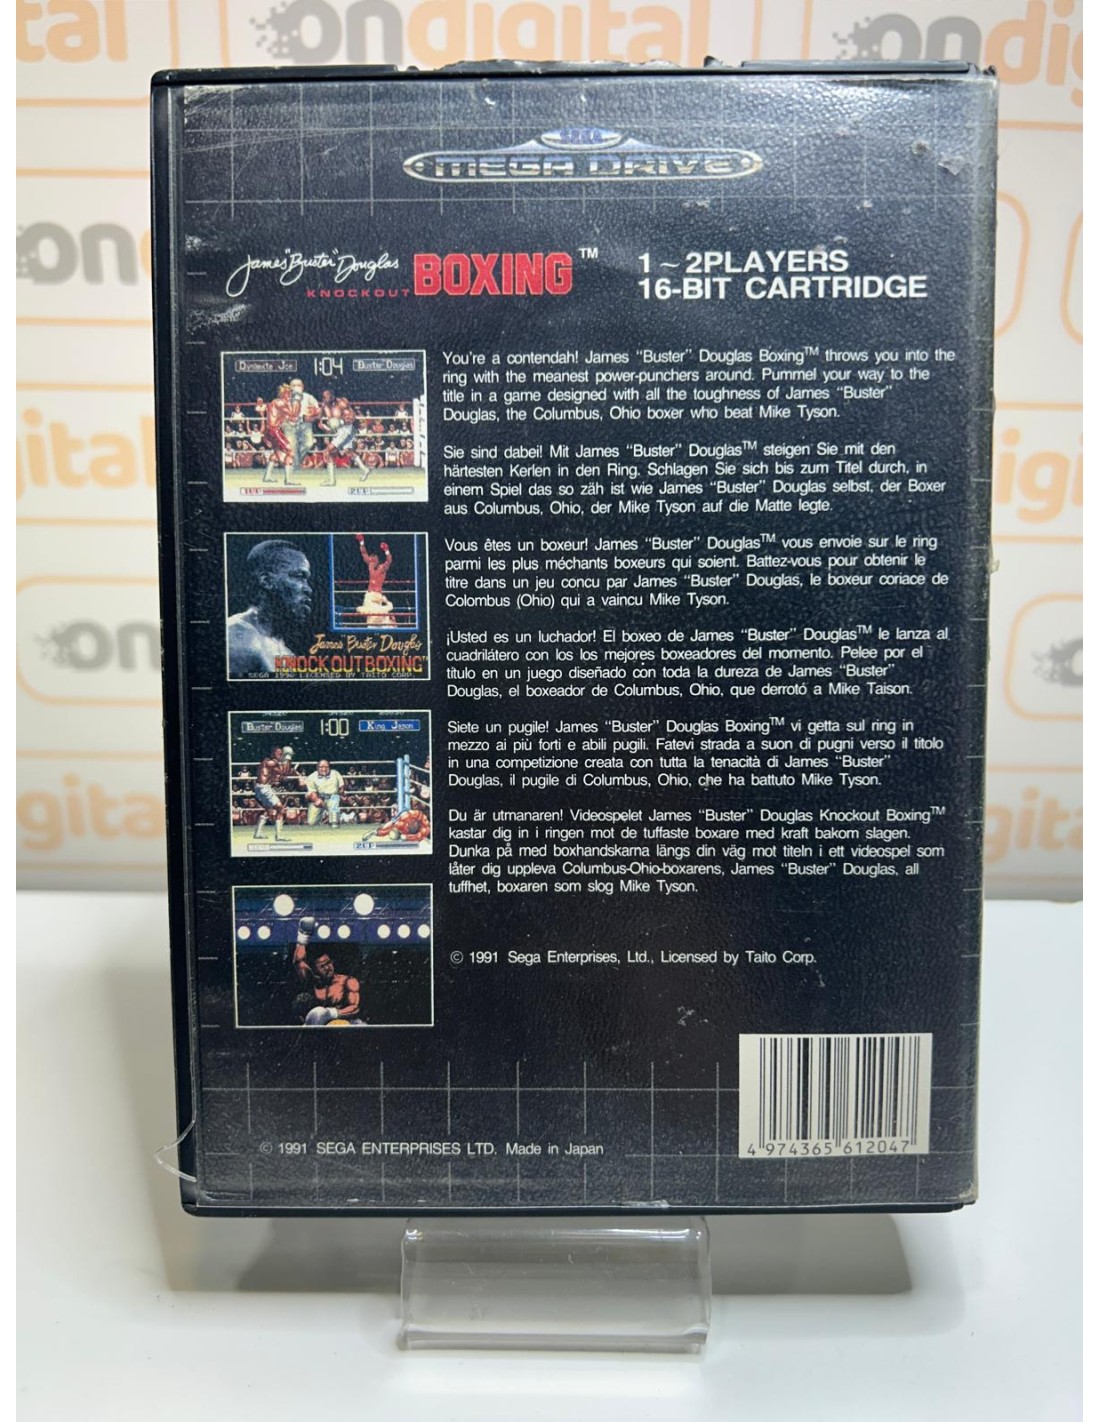 ondigital
SEGA
MEGA DRIVE
James "Buster" Douglas
KNOCKOUT BOXING™
1~2PLAYERS
16-BIT CARTRIDGE
Dynamite Joe 1:04 Buster Douglas
You're a contendah! James "Buster" Douglas Boxing™ throws you into the
ring with the meanest power-punchers around. Pummel your way to the
title in a game designed with all the toughness of James "Buster"
Douglas, the Columbus, Ohio boxer who beat Mike Tyson.
Sie sind dabei! Mit James "Buster" Douglas™ steigen Sie mit den
härtesten Kerlen in den Ring. Schlagen Sie sich bis zum Titel durch, in
einem Spiel das so zäh ist wie James "Buster" Douglas selbst, der Boxer
aus Columbus, Ohio, der Mike Tyson auf die Matte legte.
1UP 2UP
Vous êtes un boxeur! James "Buster" Douglas™ vous envoie sur le ring
parmi les plus méchants boxeurs qui soient. Battez-vous pour obtenir le
titre dans un jeu concu par James "Buster" Douglas, le boxeur coriace de
Colombus (Ohio) qui a vaincu Mike Tyson.
James "Buster" Douglas
KNOCKOUT BOXING™
© SEGA 1990 LICENSED BY TAITO CORP.
¡Usted es un luchador! El boxeo de James "Buster" Douglas™ le lanza al
cuadrilátero con los los mejores boxeadores del momento. Pelee por el
título en un juego diseñado con toda la dureza de James "Buster"
Douglas, el boxeador de Columbus, Ohio, que derrotó a Mike Taison.
Buster Douglas 1:00 King Jason
Siete un pugile! James "Buster" Douglas Boxing™ vi getta sul ring in
mezzo ai più forti e abili pugili. Fatevi strada a suon di pugni verso il titolo
in una competizione creata con tutta la tenacità di James "Buster"
Douglas, il pugile di Columbus, Ohio, che ha battuto Mike Tyson.
2UP
Du är utmanaren! Videospelet James "Buster" Douglas Knockout Boxing™
kastar dig in i ringen mot de tuffaste boxare med kraft bakom slagen.
Dunka på med boxhandskarna längs din väg mot titeln i ett videospel som
låter dig uppleva Columbus-Ohio-boxarens, James "Buster" Douglas, all
tuffhet, boxaren som slog Mike Tyson.
© 1991 Sega Enterprises, Ltd., Licensed by Taito Corp.
© 1991 SEGA ENTERPRISES LTD. Made in Japan
4 974365 612047